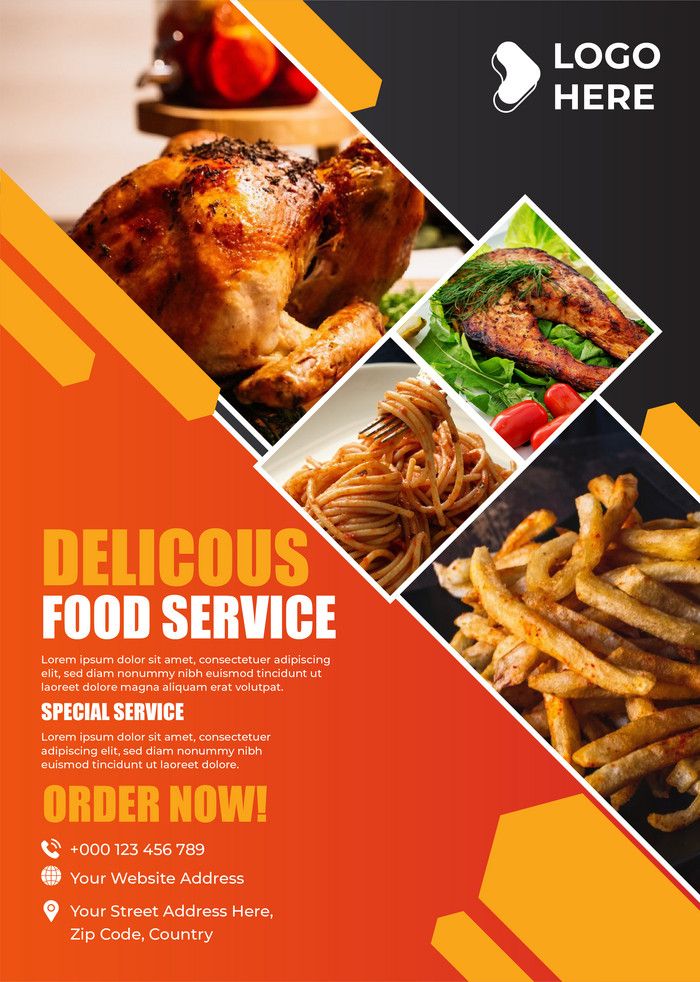 LOGO
HERE
DELICOUS
FOOD SERVICE
Lorem ipsum dolor sit amet, consectetuer adipiscing
elit, sed diam nonummy nibh euismod tincidunt ut
laoreet dolore magna aliquam erat volutpat.
SPECIAL SERVICE
Lorem ipsum dolor sit amet, consectetuer
adipiscing elit, sed diam nonummy nibh
euismod tincidunt ut laoreet dolore.
ORDER NOW!
+000 123 456 789
Your Website Address
Your Street Address Here,
Zip Code, Country